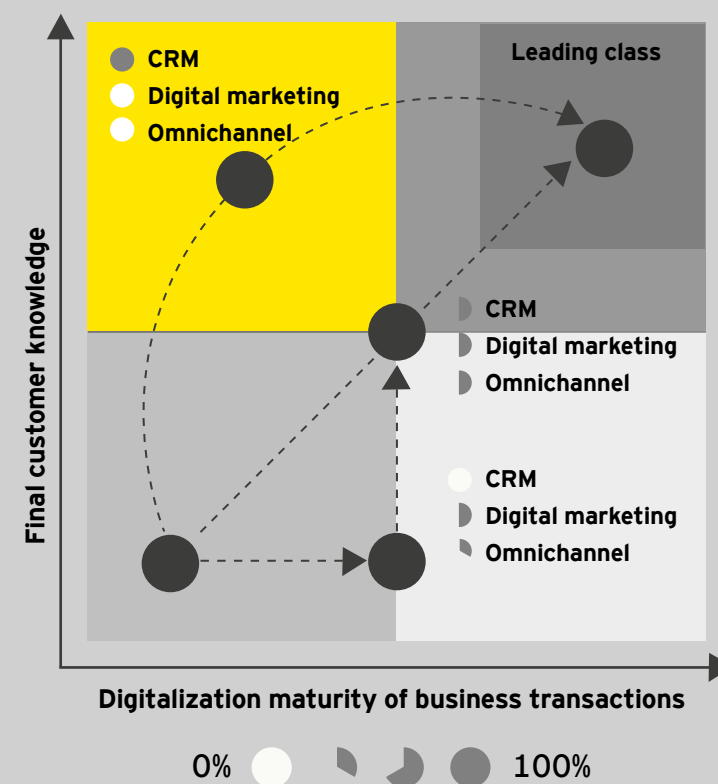 Leading class
CRM
Digital marketing
Omnichannel
CRM
Digital marketing
Omnichannel
CRM
Digital marketing
Omnichannel
Final customer knowledge
Digitalization maturity of business transactions
0% 100%